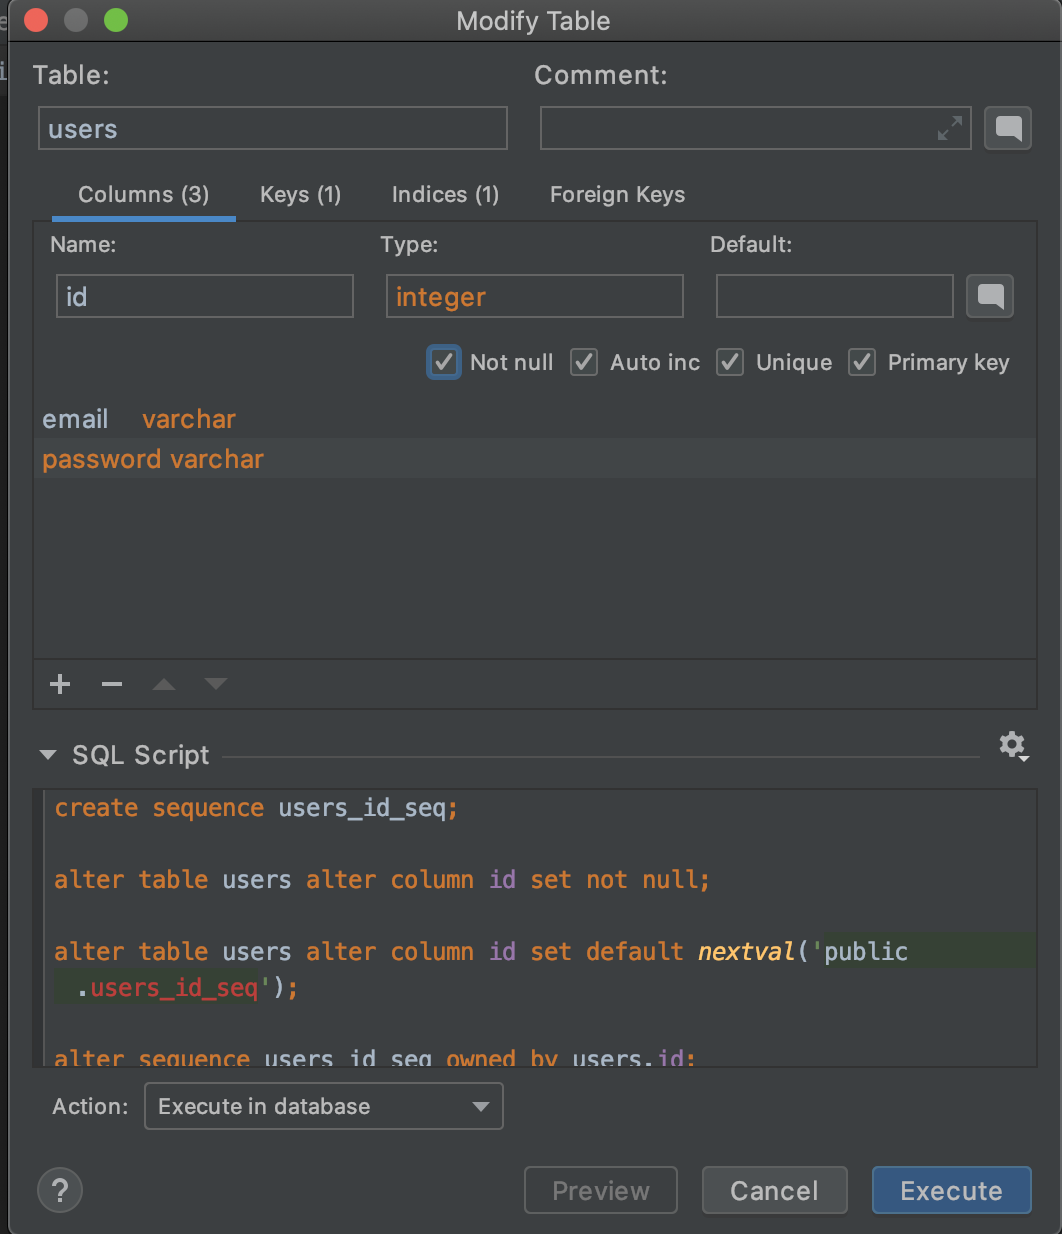 Modify Table
Table:
Comment:
users
Columns (3) Keys (1) Indices (1) Foreign Keys
Name: Type: Default:
id integer
Not null Auto inc Unique Primary key
email varchar
password varchar
SQL Script
create sequence users_id_seq;
alter table users alter column id set not null;
alter table users alter column id set default nextval('public
.users_id_seq');
alter sequence users_id_seq owned by users.id;
Action: Execute in database
? Preview Cancel Execute